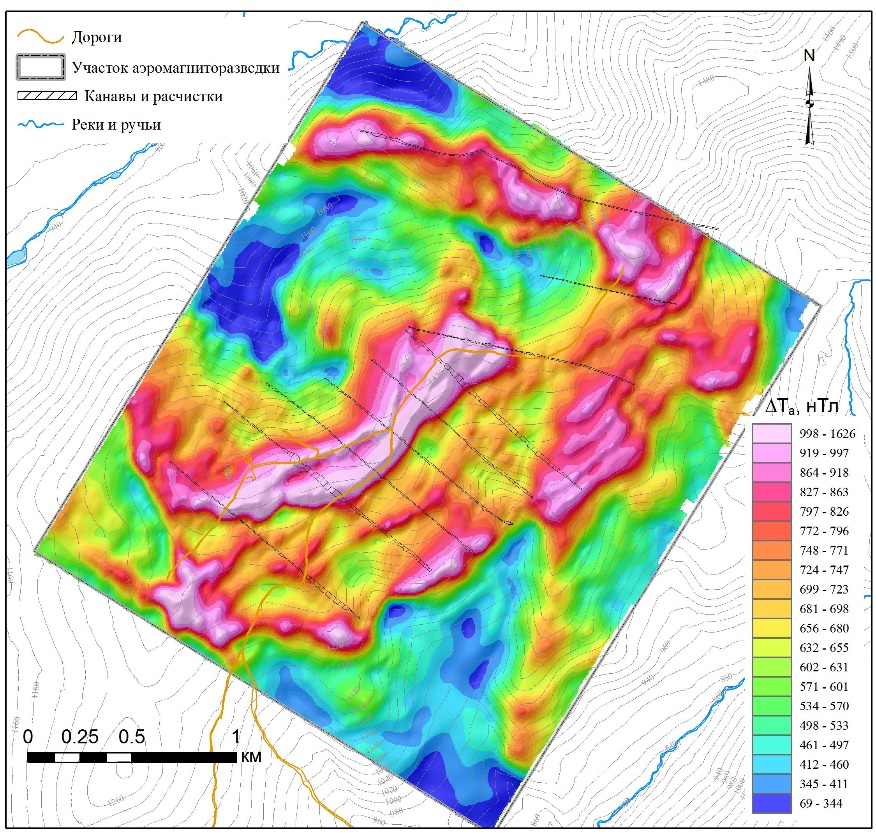 Дороги
Участок аэромагниторазведки
Канавы и расчистки
Реки и ручьи
N
ΔTa, нТл
998 - 1626
919 - 997
864 - 918
827 - 863
797 - 826
772 - 796
748 - 771
724 - 747
699 - 723
681 - 698
656 - 680
632 - 655
602 - 631
571 - 601
534 - 570
498 - 533
461 - 497
412 - 460
345 - 411
69 - 344
0 0.25 0.5 1
км